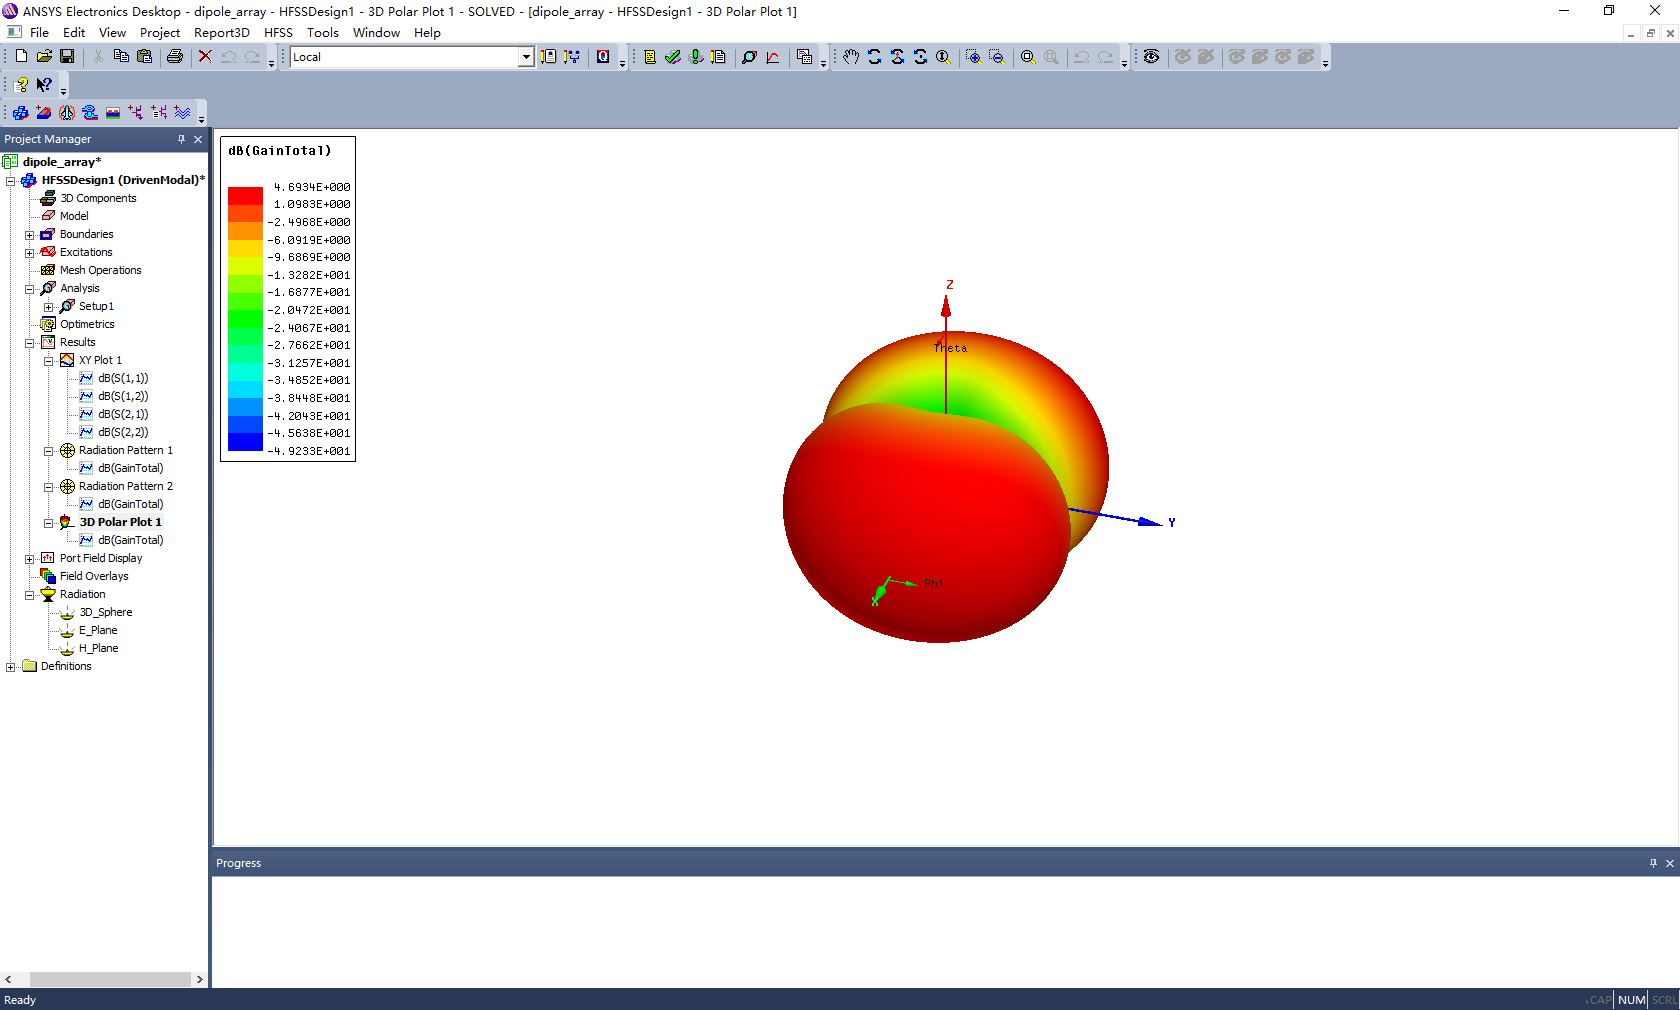 ANSYS Electronics Desktop - dipole_array - HFSSDesign1 - 3D Polar Plot 1 - SOLVED - [dipole_array - HFSSDesign1 - 3D Polar Plot 1]
File Edit View Project Report3D HFSS Tools Window Help
Local
Project Manager
dipole_array*
HFSSDesign1 (DrivenModal)*
3D Components
Model
Boundaries
Excitations
Mesh Operations
Analysis
Setup1
Optimetrics
Results
XY Plot 1
dB(S(1,1))
dB(S(1,2))
dB(S(2,1))
dB(S(2,2))
Radiation Pattern 1
dB(GainTotal)
Radiation Pattern 2
dB(GainTotal)
3D Polar Plot 1
dB(GainTotal)
Port Field Display
Field Overlays
Radiation
3D_Sphere
E_Plane
H_Plane
Definitions
dB(GainTotal)
4.6934E+000
1.0983E+000
-2.4968E+000
-6.0919E+000
-9.6869E+000
-1.3282E+001
-1.6877E+001
-2.0472E+001
-2.4067E+001
-2.7662E+001
-3.1257E+001
-3.4852E+001
-3.8448E+001
-4.2043E+001
-4.5638E+001
-4.9233E+001
Z
Theta
Y
Phi
X
Progress
Ready
CAP NUM SCRL